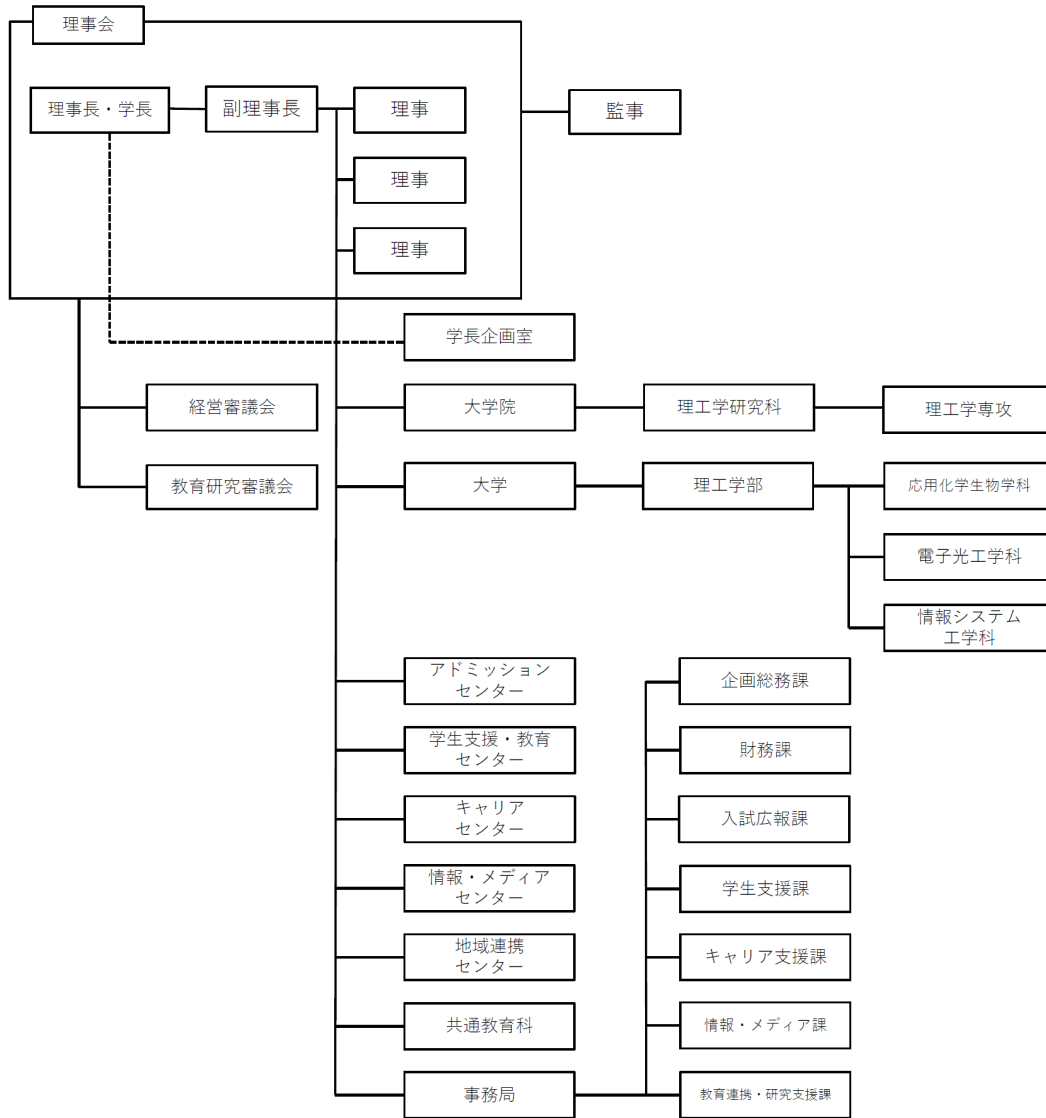 理事会
理事長・学長
副理事長
理事
監事
理事
理事
学長企画室
経営審議会
大学院
理工学研究科
理工学専攻
教育研究審議会
大学
理工学部
応用化学生物学科
電子光工学科
情報システム
工学科
アドミッション
センター
企画総務課
学生支援・教育
センター
財務課
キャリア
センター
入試広報課
情報・メディア
センター
学生支援課
地域連携
センター
キャリア支援課
共通教育科
情報・メディア課
事務局
教育連携・研究支援課